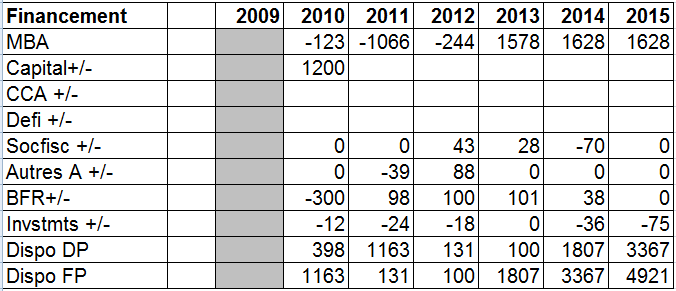 Financement 2009 2010 2011 2012 2013 2014 2015
MBA -123 -1066 -244 1578 1628 1628
Capital+/- 1200
CCA +/-
Defi +/-
Socfisc +/- 0 0 43 28 -70 0
Autres A +/- 0 -39 88 0 0 0
BFR+/- -300 98 100 101 38 0
Invstmts +/- -12 -24 -18 0 -36 -75
Dispo DP 398 1163 131 100 1807 3367
Dispo FP 1163 131 100 1807 3367 4921